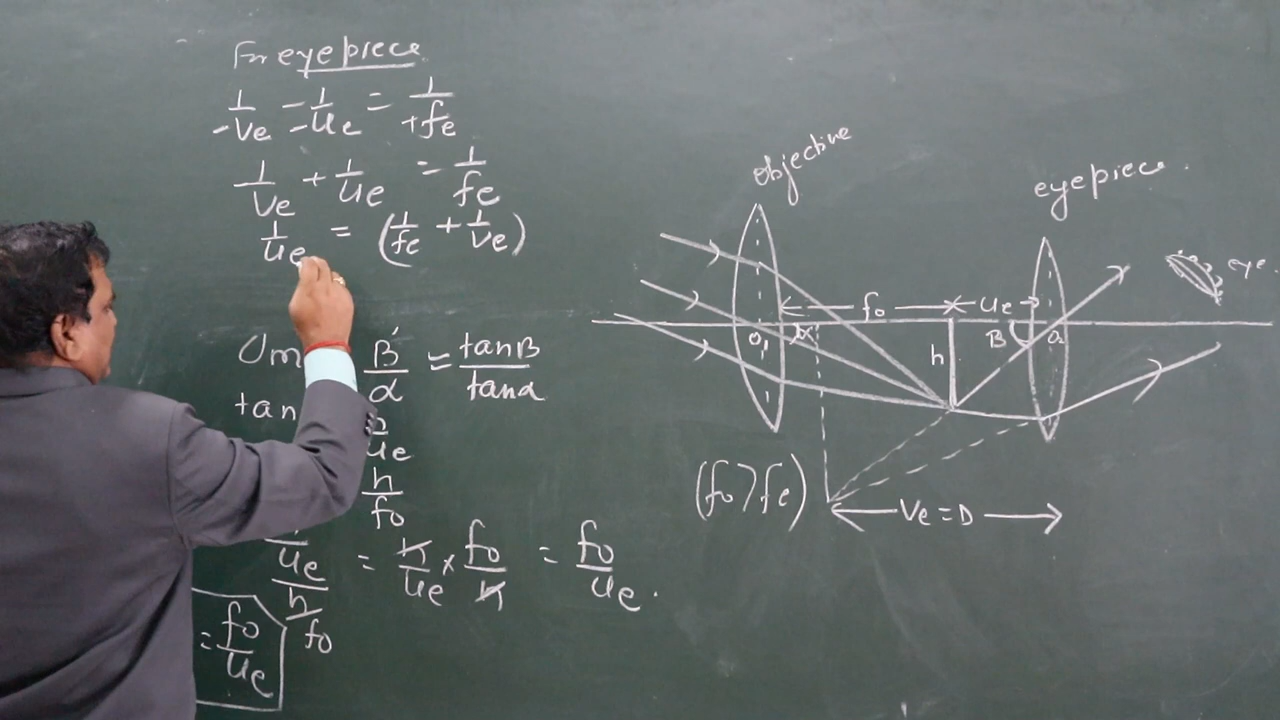 For eyepiece
1/-Ve - 1/-ue = 1/+fe
1/Ve + 1/ue = 1/fe
1/ue = (1/fe + 1/Ve)
β/α = tanβ/tanα
tan
ue
h/fo
ue/h/fo = h/ue × fo/h = fo/ue.
= fo/ue
objective
eyepiece.
eye.
fo
ue
O1
α
h
β
(fo>fe)
Ve = D